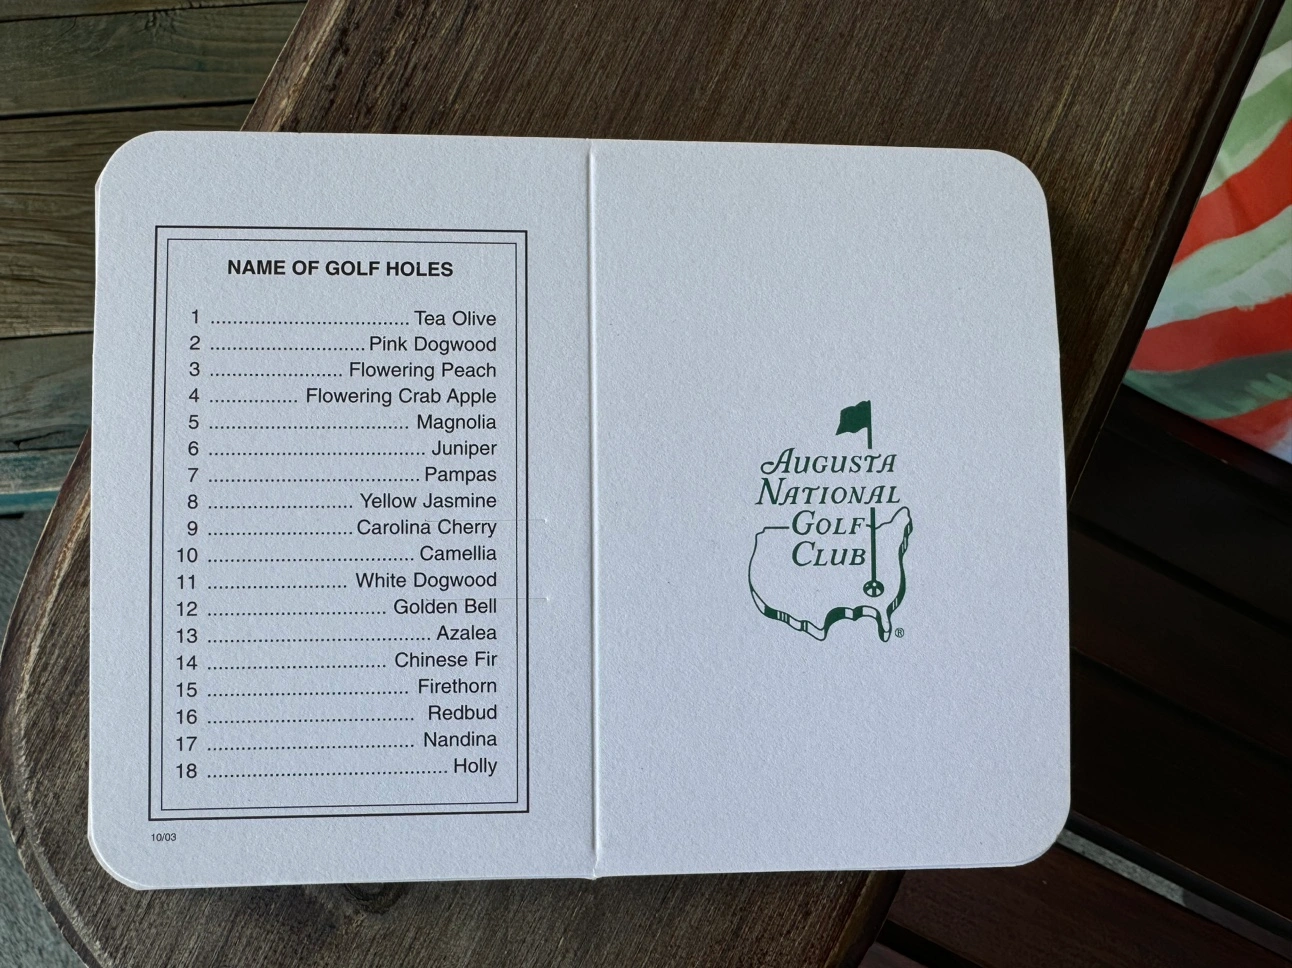 NAME OF GOLF HOLES
1 .................................... Tea Olive
2 ............................ Pink Dogwood
3 ........................ Flowering Peach
4 ................ Flowering Crab Apple
5 .................................... Magnolia
6 ....................................... Juniper
7 ...................................... Pampas
8 .......................... Yellow Jasmine
9 .......................... Carolina Cherry
10 ..................................... Camellia
11 ......................... White Dogwood
12 ................................ Golden Bell
13 ........................................ Azalea
14 ................................ Chinese Fir
15 .................................... Firethorn
16 ..................................... Redbud
17 ..................................... Nandina
18 ........................................... Holly
10/03
AUGUSTA
NATIONAL
GOLF
CLUB
®